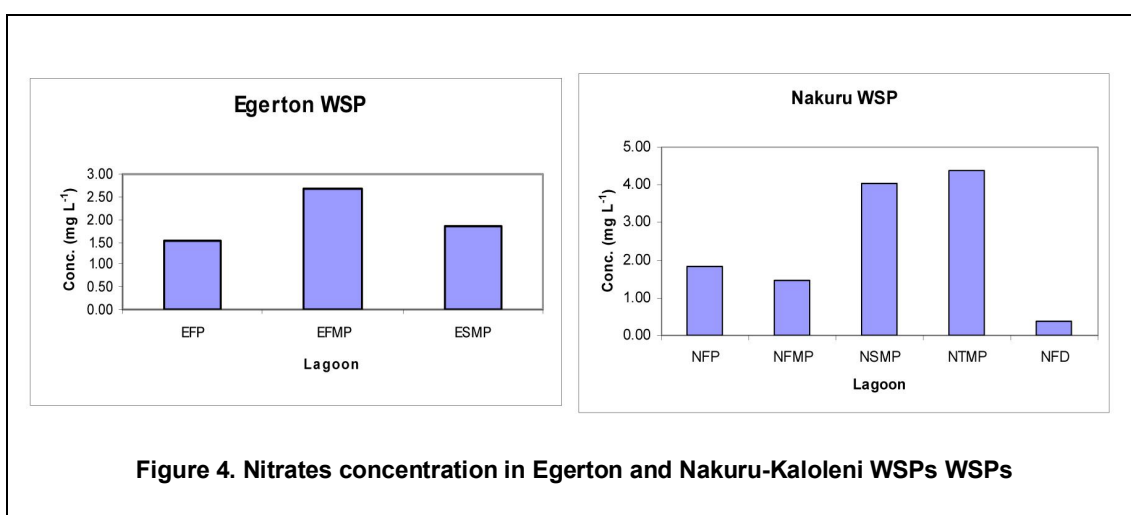 Egerton WSP
Conc. (mg L⁻¹)
3.00
2.50
2.00
1.50
1.00
0.50
0.00
EFP EFMP ESMP
Lagoon
Nakuru WSP
Conc. (mg L⁻¹)
5.00
4.00
3.00
2.00
1.00
0.00
NFP NFMP NSMP NTMP NFD
Lagoon
Figure 4. Nitrates concentration in Egerton and Nakuru-Kaloleni WSPs WSPs